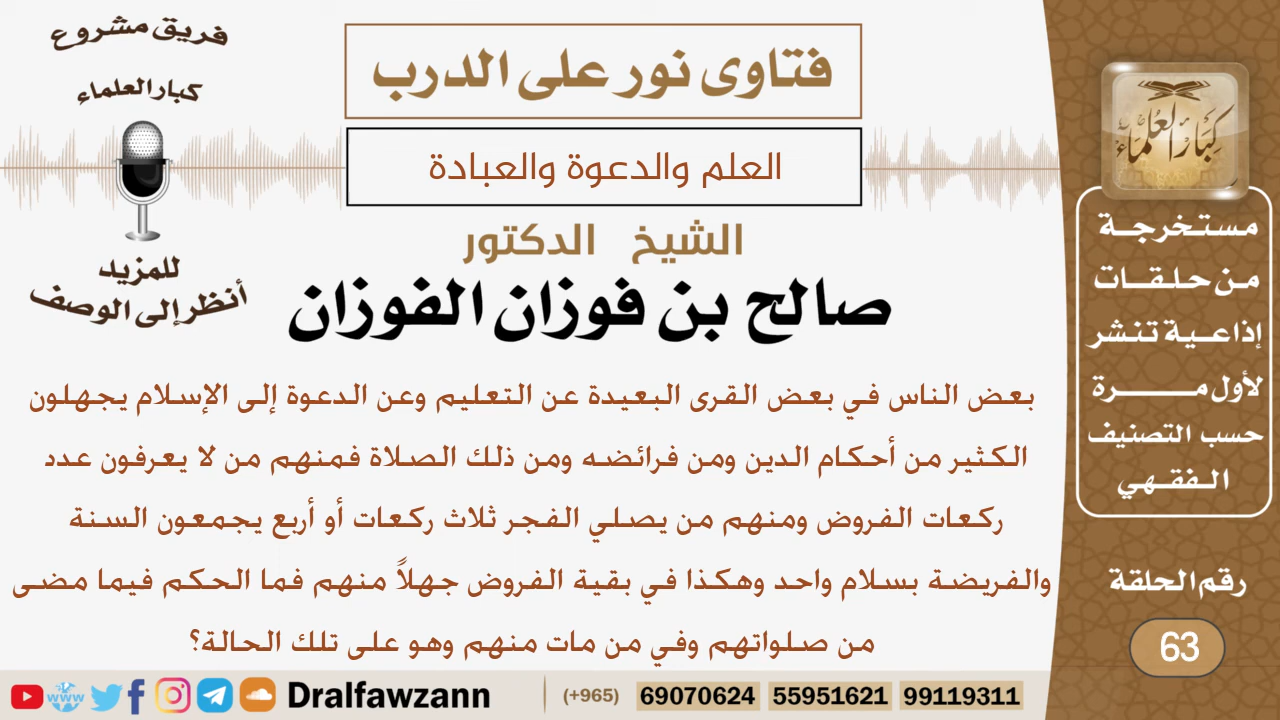 فريق مشروع
كبار العلماء
للمزيد
أنظر إلى الوصف
فتاوى نور على الدرب
العلم والدعوة والعبادة
الشيخ الدكتور
صالح بن فوزان الفوزان
بعض الناس في بعض القرى البعيدة عن التعليم وعن الدعوة إلى الإسلام يجهلون
الكثير من أحكام الدين ومن فرائضه ومن ذلك الصلاة فمنهم من لا يعرفون عدد
ركعات الفروض ومنهم من يصلي الفجر ثلاث ركعات أو أربع يجمعون السنة
والفريضة بسلام واحد وهكذا في بقية الفروض جهلاً منهم فما الحكم فيما مضى
من صلواتهم وفي من مات منهم وهو على تلك الحالة؟
كِبَارُ العُلَمَاء
مستخرجة
من حلقات
إذاعية تنشر
لأول مرة
حسب التصنيف
الفقهي
رقم الحلقة
63
www Dralfawzann (+965) 69070624 55951621 99119311